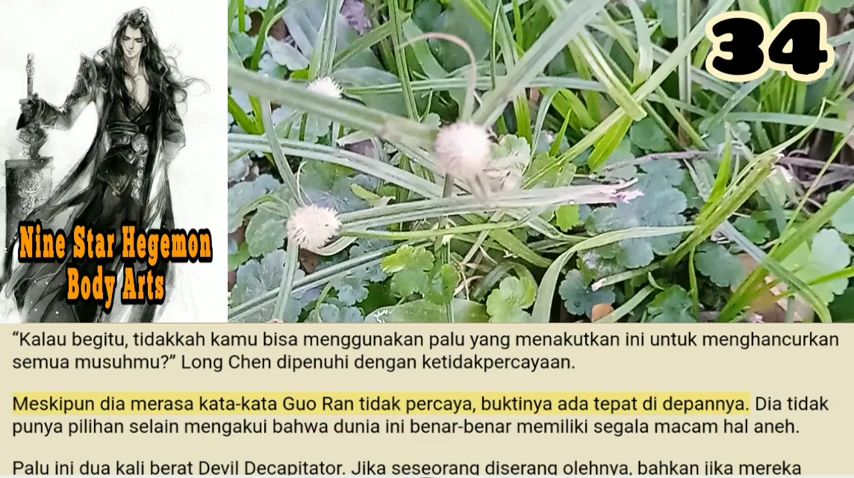 34
Nine Star Hegemon
Body Arts
“Kalau begitu, tidakkah kamu bisa menggunakan palu yang menakutkan ini untuk menghancurkan
semua musuhmu?” Long Chen dipenuhi dengan ketidakpercayaan.
Meskipun dia merasa kata-kata Guo Ran tidak percaya, buktinya ada tepat di depannya. Dia tidak
punya pilihan selain mengakui bahwa dunia ini benar-benar memiliki segala macam hal aneh.
Palu ini dua kali berat Devil Decapitator. Jika seseorang diserang olehnya, bahkan jika mereka